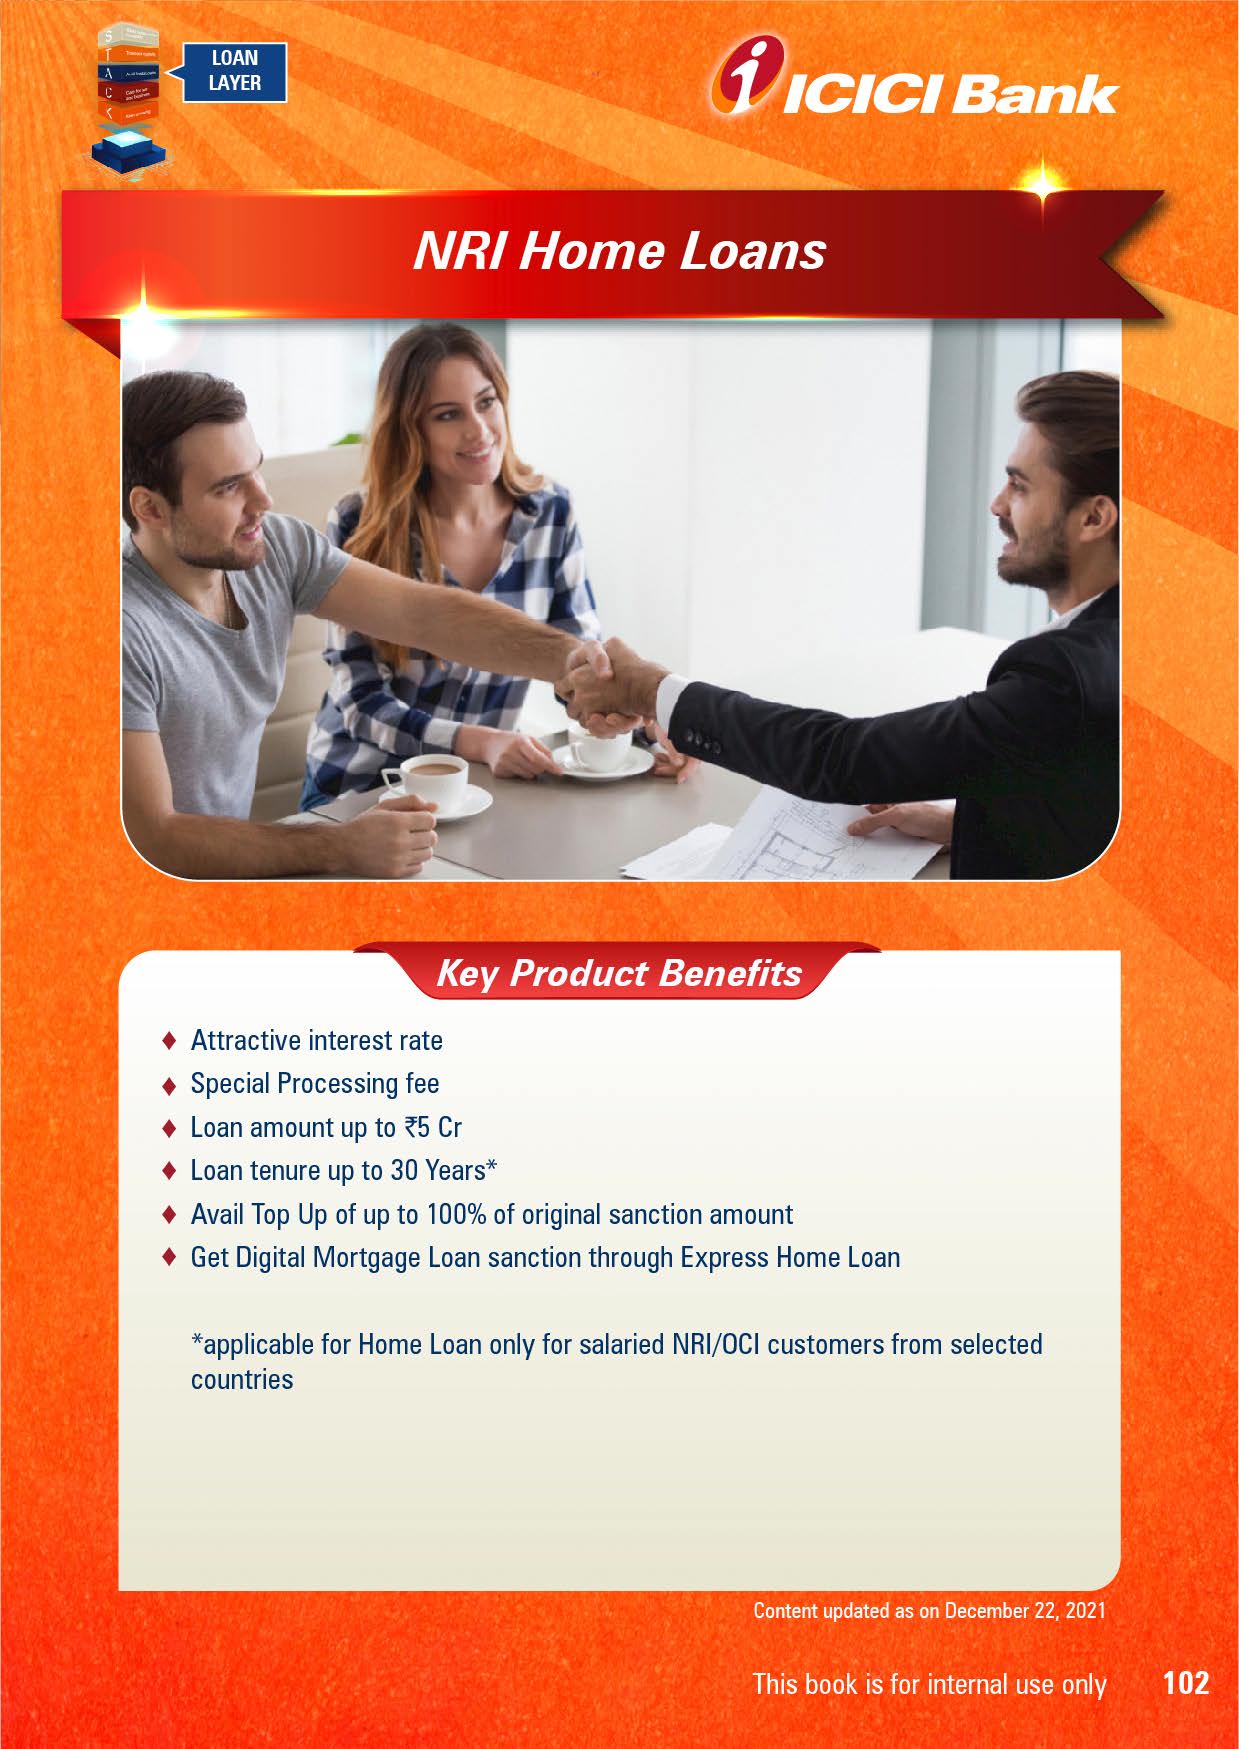 LOAN
LAYER
ICICI Bank
S
T
A
C
K
NRI Home Loans
Key Product Benefits
♦ Attractive interest rate
♦ Special Processing fee
♦ Loan amount up to ₹5 Cr
♦ Loan tenure up to 30 Years*
♦ Avail Top Up of up to 100% of original sanction amount
♦ Get Digital Mortgage Loan sanction through Express Home Loan
*applicable for Home Loan only for salaried NRI/OCI customers from selected
countries
Content updated as on December 22, 2021
This book is for internal use only 102